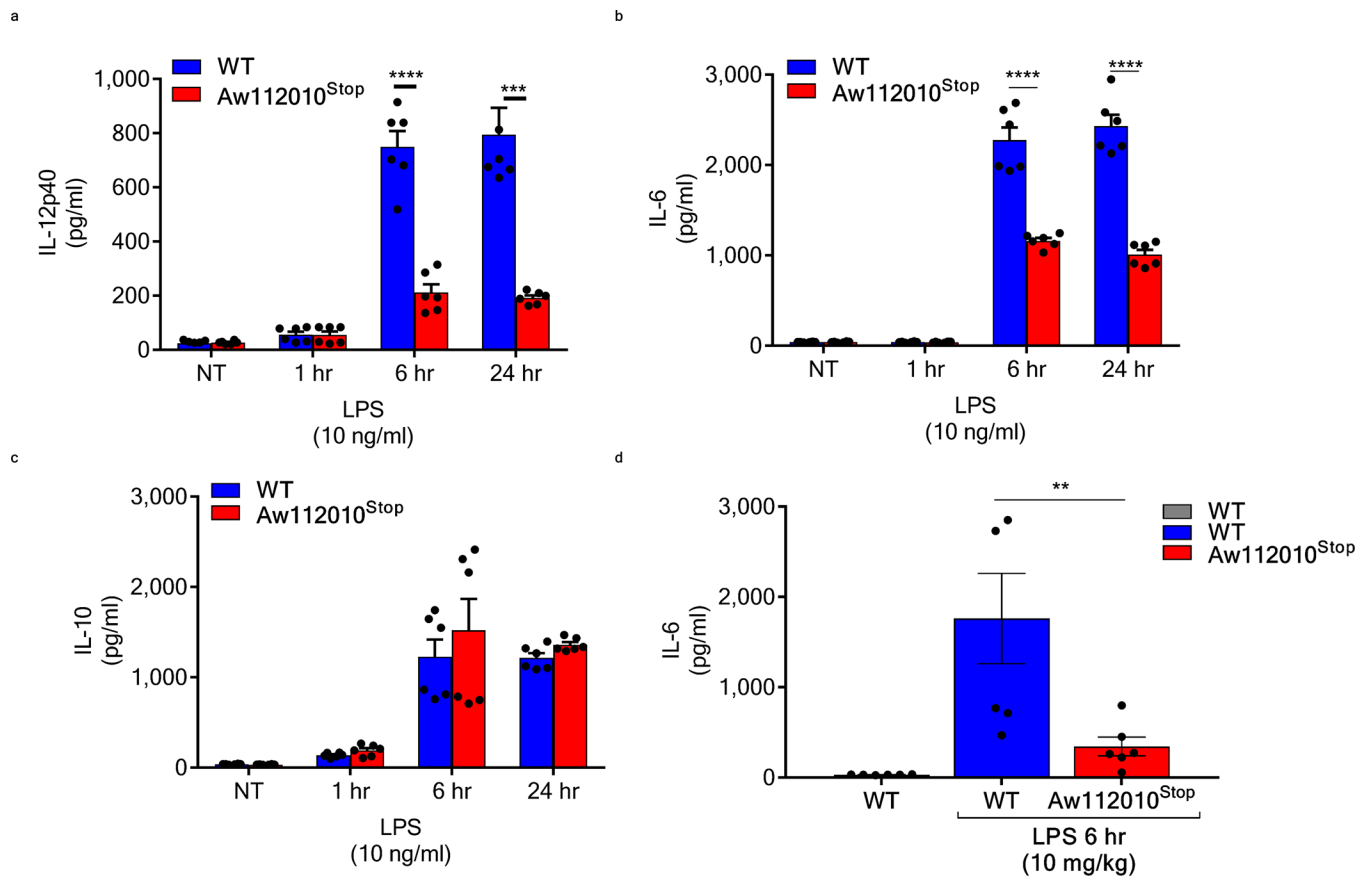 a
WT
Aw112010Stop
****
***
1,000
800
600
400
200
0
IL-12p40
(pg/ml)
NT
1 hr
6 hr
24 hr
LPS
(10 ng/ml)
b
WT
Aw112010Stop
****
****
3,000
2,000
1,000
0
IL-6
(pg/ml)
NT
1 hr
6 hr
24 hr
LPS
(10 ng/ml)
c
WT
Aw112010Stop
3,000
2,000
1,000
0
IL-10
(pg/ml)
NT
1 hr
6 hr
24 hr
LPS
(10 ng/ml)
d
**
WT
WT
Aw112010Stop
3,000
2,000
1,000
0
IL-6
(pg/ml)
WT
WT
Aw112010Stop
LPS 6 hr
(10 mg/kg)